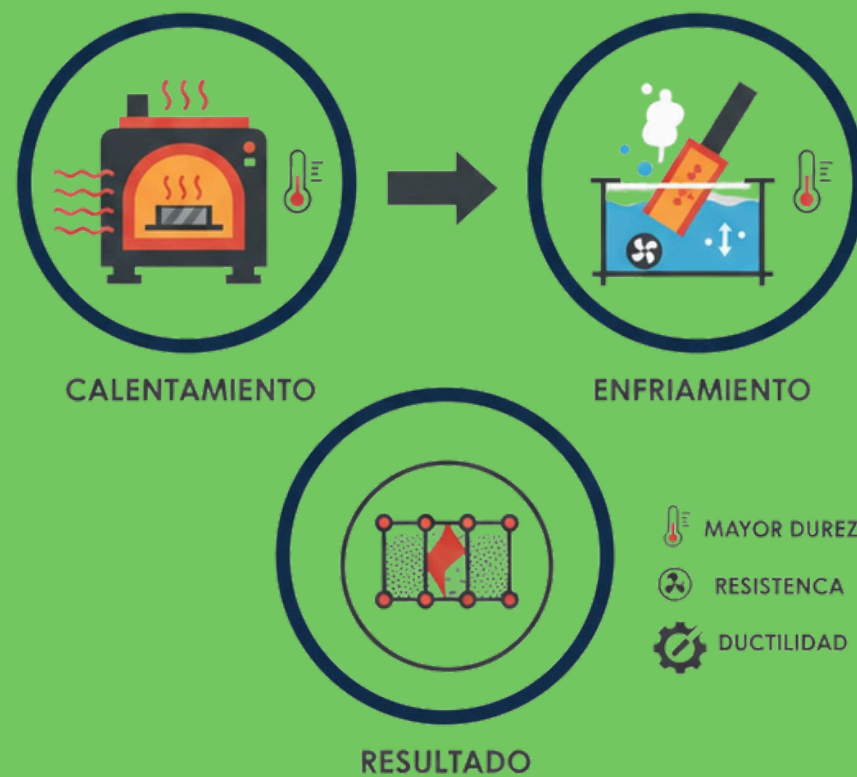 CALENTAMIENTO
ENFRIAMIENTO
MAYOR DUREZ
RESISTENCA
DUCTILIDAD
RESULTADO